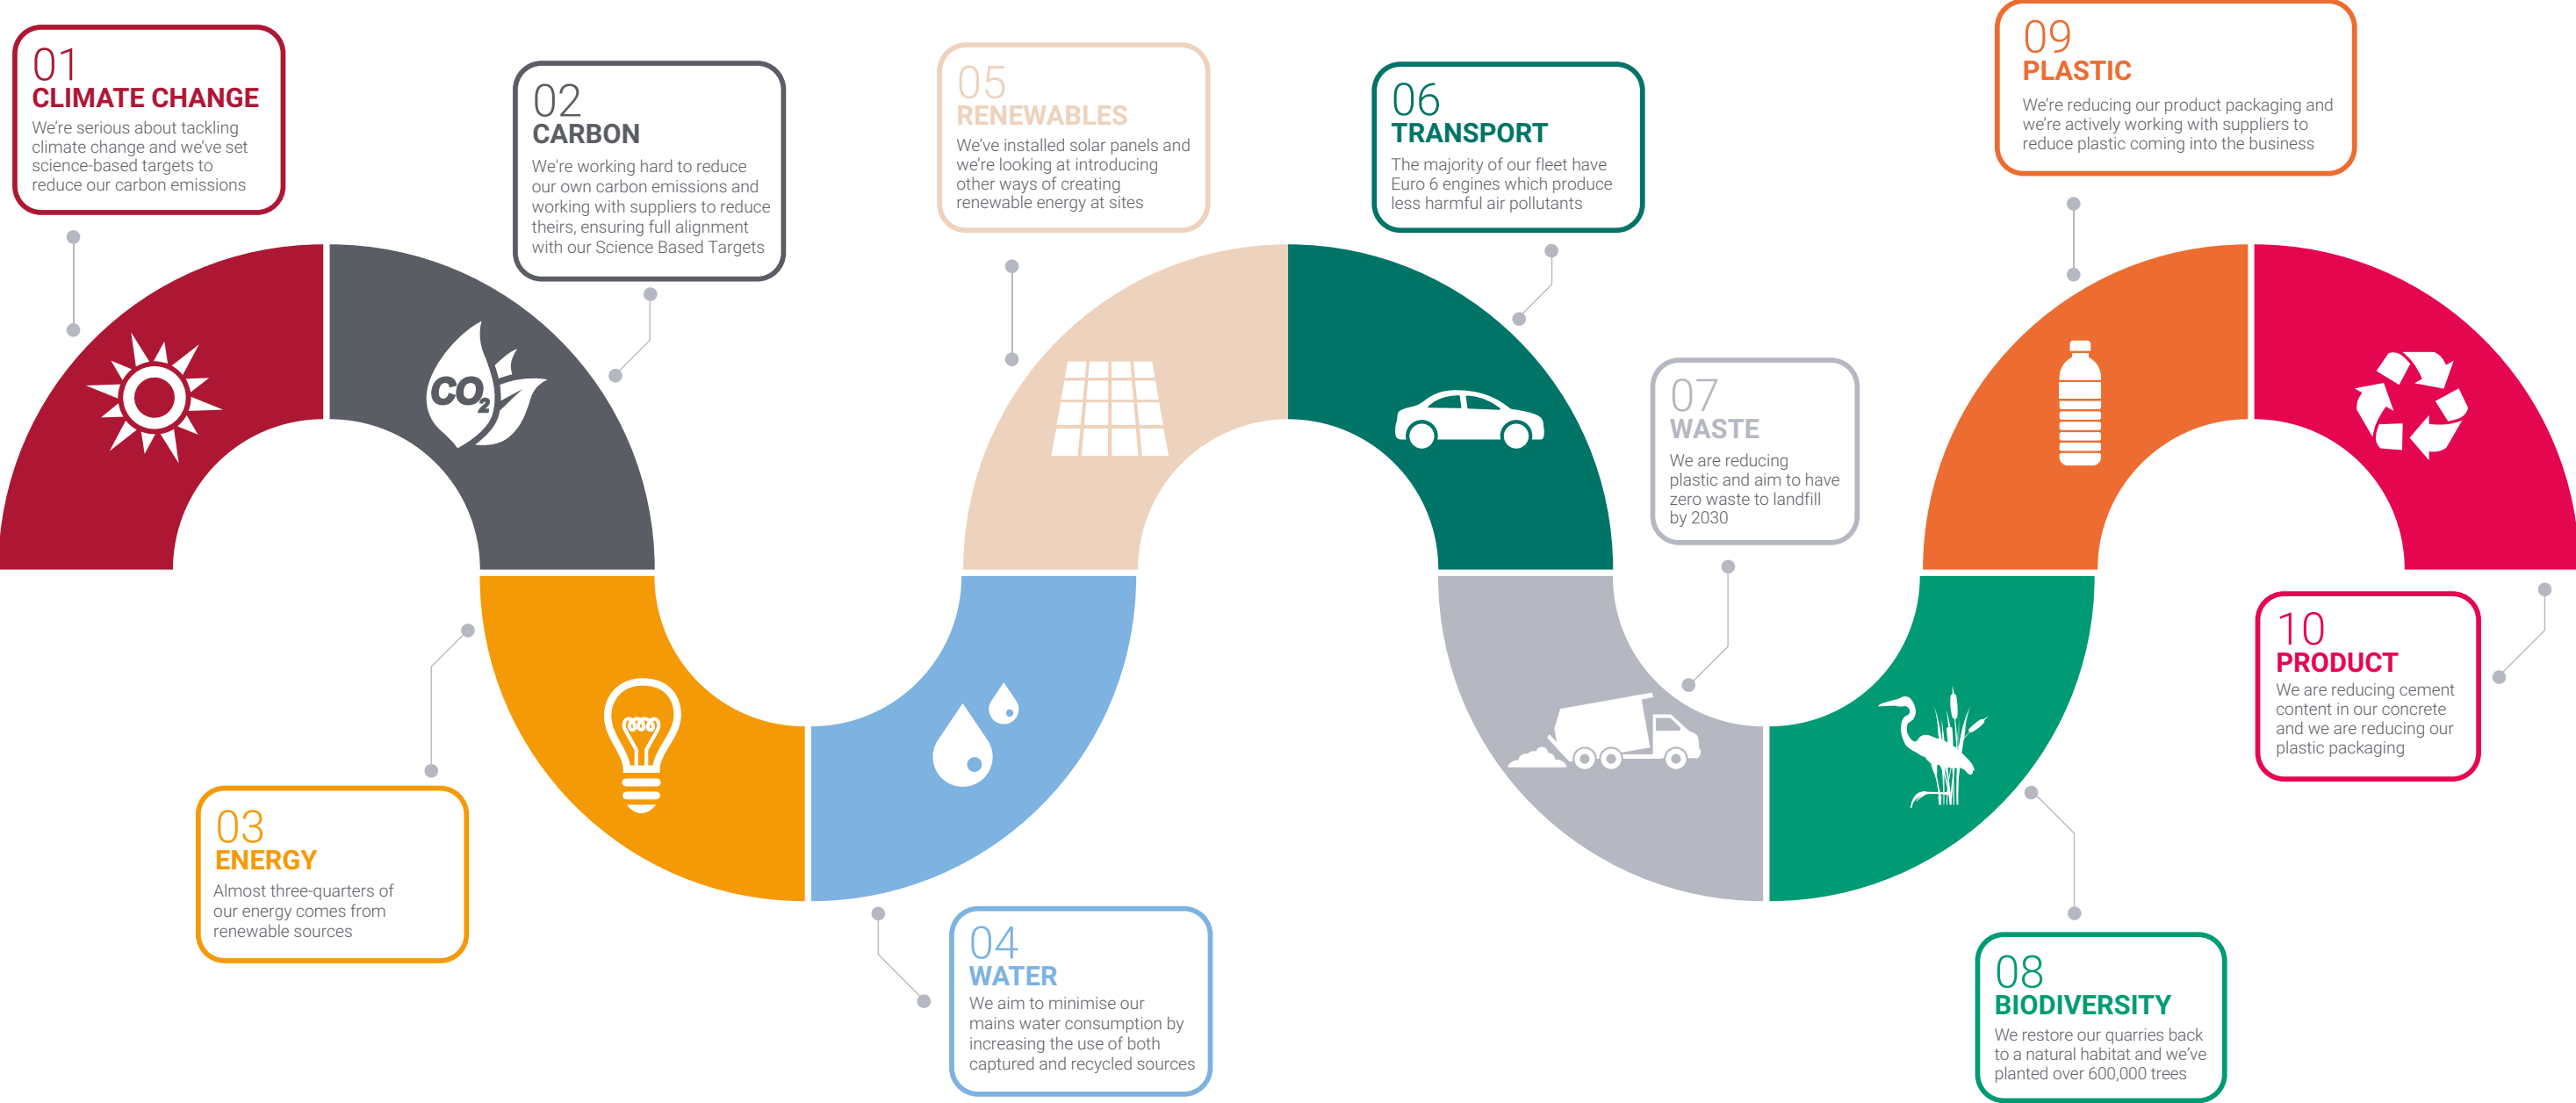 01
CLIMATE CHANGE
We're serious about tackling
climate change and we've set
science-based targets to
reduce our carbon emissions
02
CARBON
We're working hard to reduce
our own carbon emissions and
working with suppliers to reduce
theirs, ensuring full alignment
with our Science Based Targets
CO2
03
ENERGY
Almost three-quarters of
our energy comes from
renewable sources
04
WATER
We aim to minimise our
mains water consumption by
increasing the use of both
captured and recycled sources
05
RENEWABLES
We've installed solar panels and
we're looking at introducing
other ways of creating
renewable energy at sites
06
TRANSPORT
The majority of our fleet have
Euro 6 engines which produce
less harmful air pollutants
07
WASTE
We are reducing
plastic and aim to have
zero waste to landfill
by 2030
08
BIODIVERSITY
We restore our quarries back
to a natural habitat and we've
planted over 600,000 trees
09
PLASTIC
We're reducing our product packaging and
we're actively working with suppliers to
reduce plastic coming into the business
10
PRODUCT
We are reducing cement
content in our concrete
and we are reducing our
plastic packaging